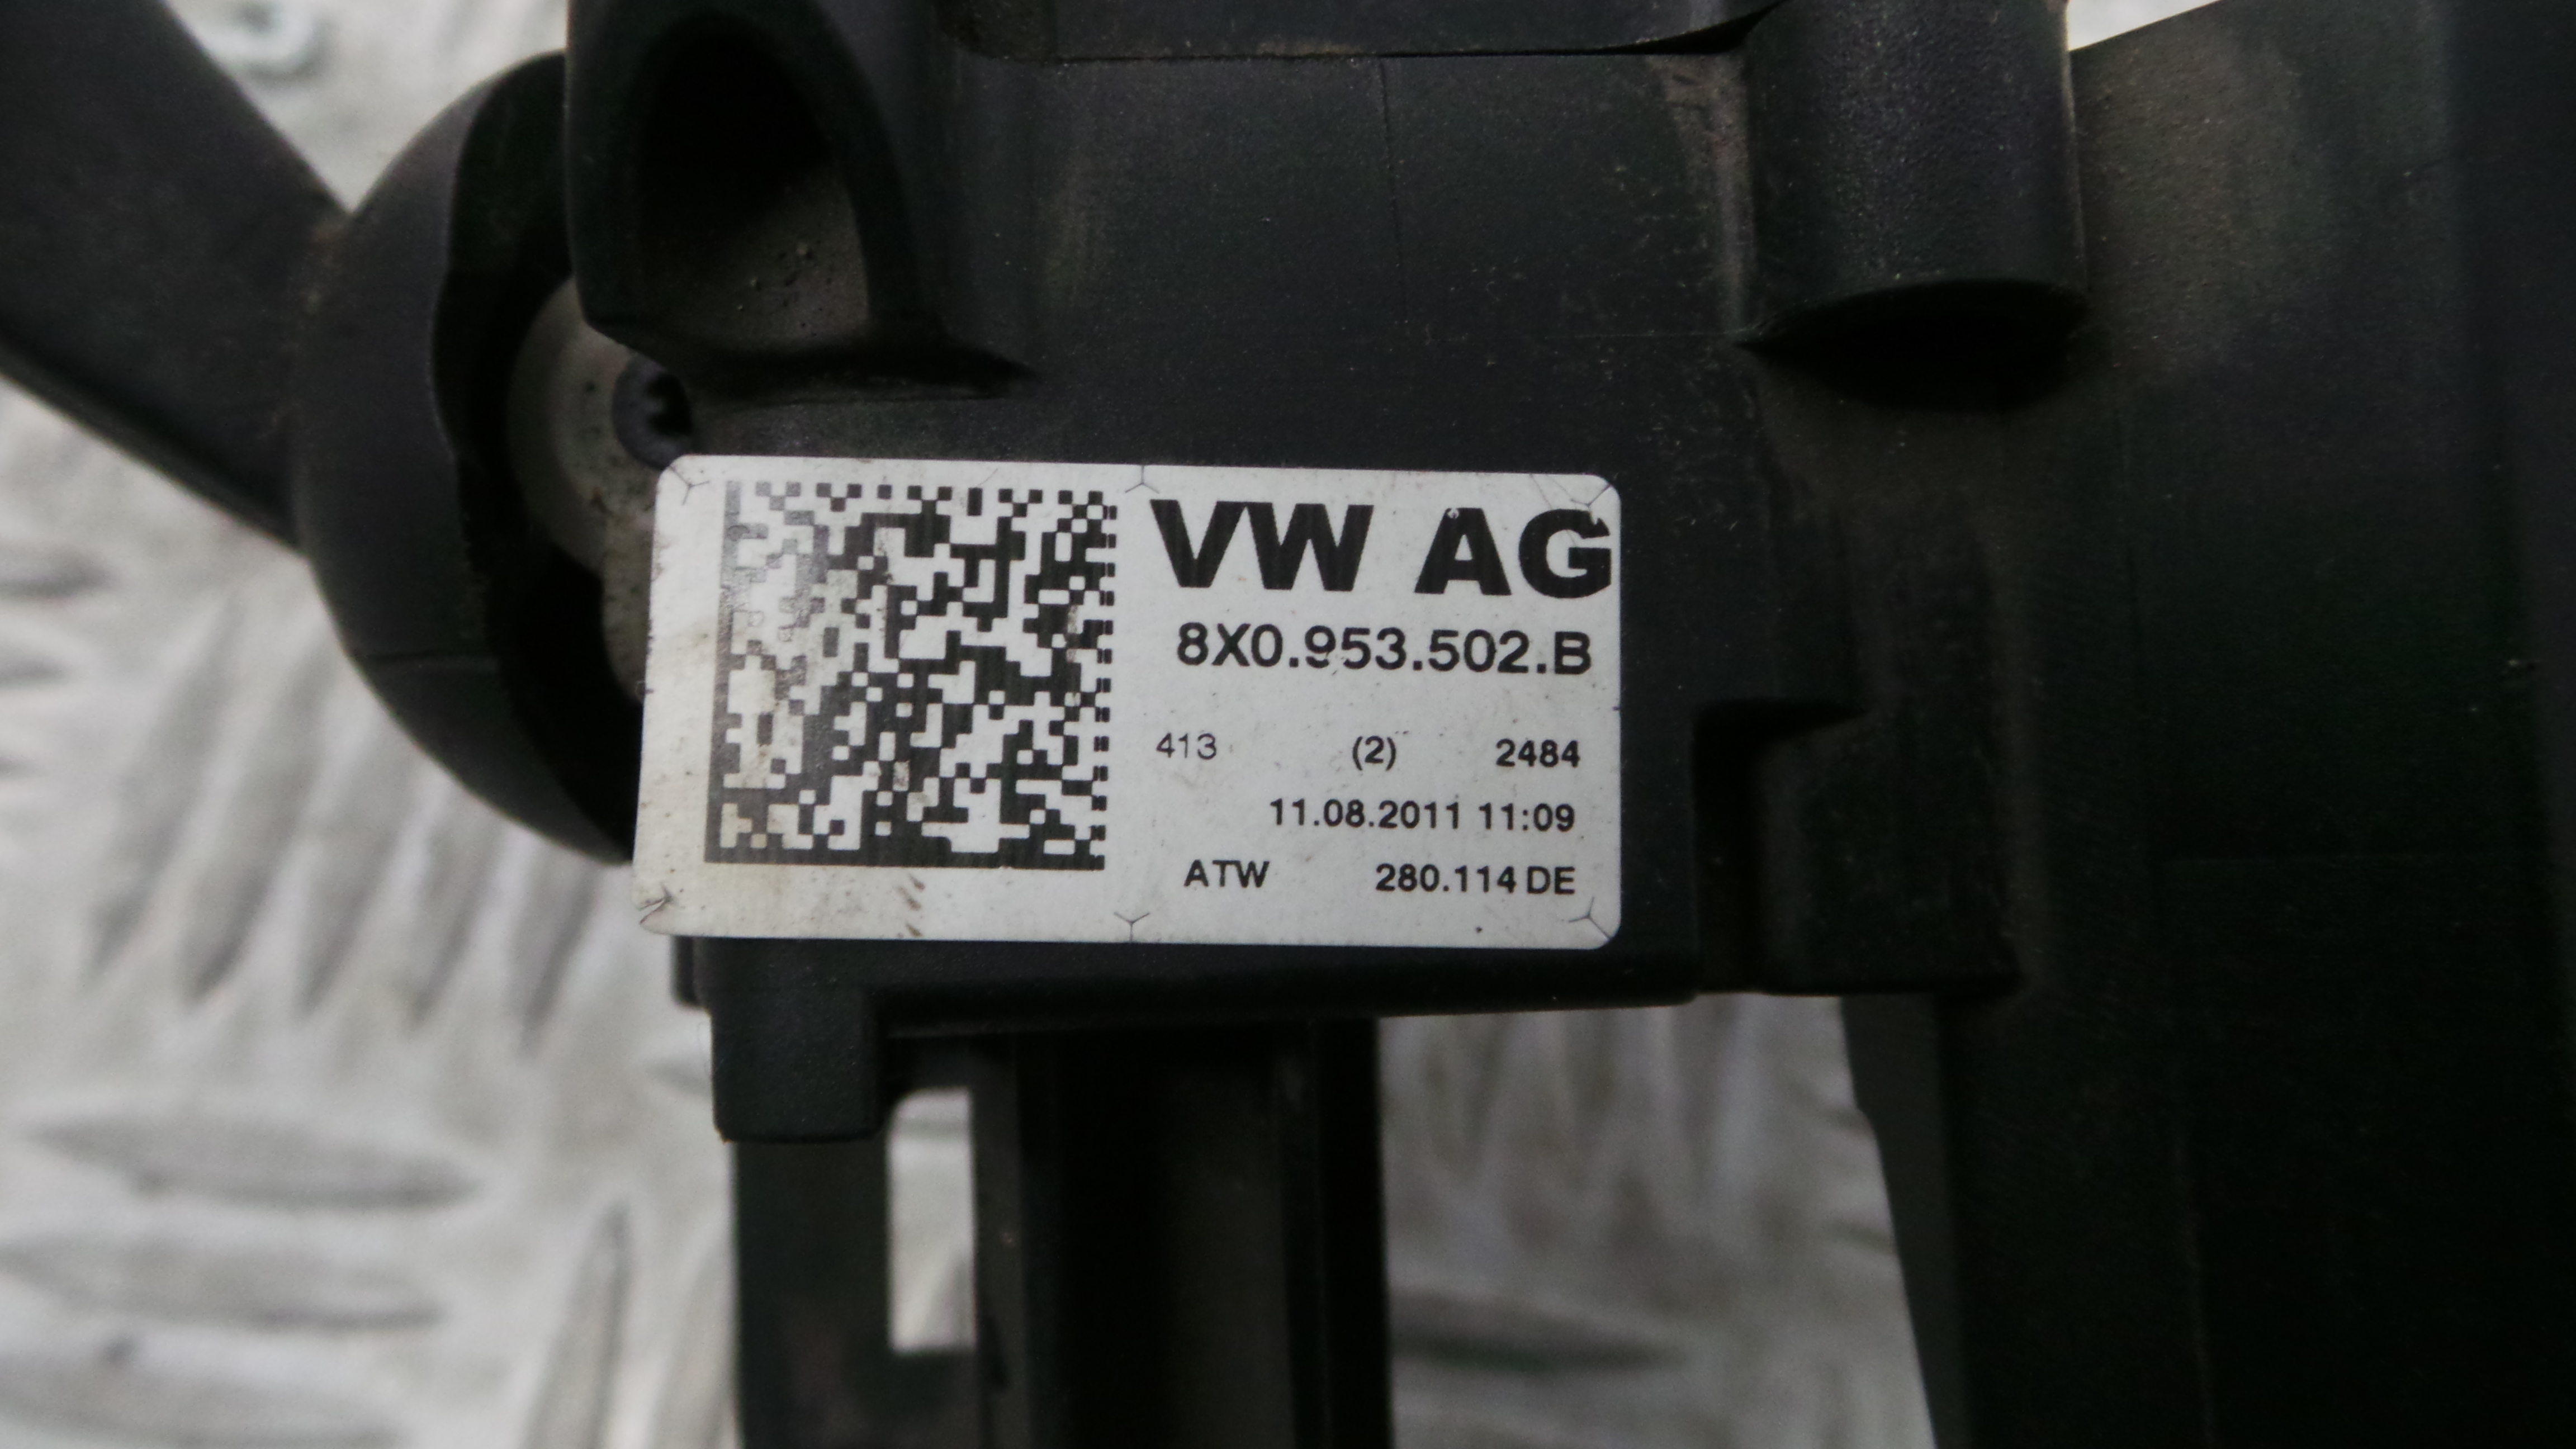 VW AG
8X0.953.502.B
413 (2) 2484
11.08.2011 11:09
ATW 280.114 DE